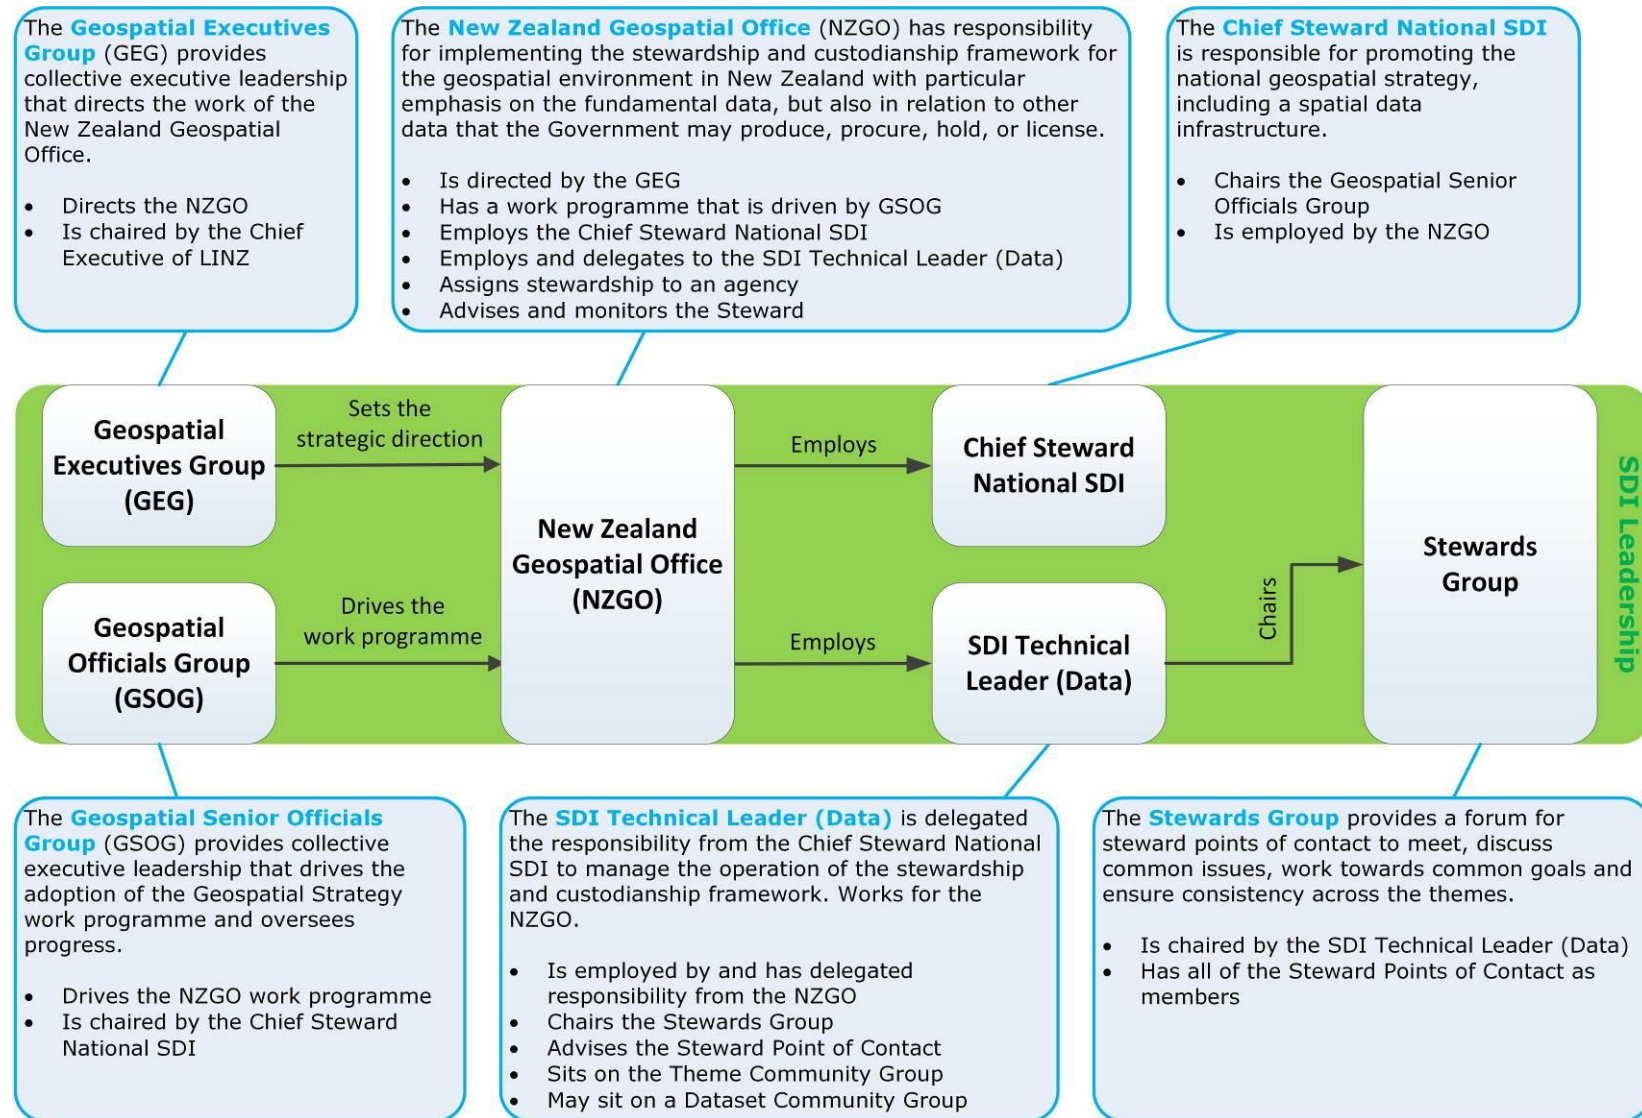 The Geospatial Executives
Group (GEG) provides
collective executive leadership
that directs the work of the
New Zealand Geospatial
Office.
• Directs the NZGO
• Is chaired by the Chief
Executive of LINZ
The New Zealand Geospatial Office (NZGO) has responsibility
for implementing the stewardship and custodianship framework for
the geospatial environment in New Zealand with particular
emphasis on the fundamental data, but also in relation to other
data that the Government may produce, procure, hold, or license.
• Is directed by the GEG
• Has a work programme that is driven by GSOG
• Employs the Chief Steward National SDI
• Employs and delegates to the SDI Technical Leader (Data)
• Assigns stewardship to an agency
• Advises and monitors the Steward
The Chief Steward National SDI
is responsible for promoting the
national geospatial strategy,
including a spatial data
infrastructure.
• Chairs the Geospatial Senior
Officials Group
• Is employed by the NZGO
Geospatial
Executives Group
(GEG)
Sets the
strategic direction
Geospatial
Officials Group
(GSOG)
Drives the
work programme
New Zealand
Geospatial Office
(NZGO)
Employs
Employs
Chief Steward
National SDI
SDI Technical
Leader (Data)
Chairs
Stewards
Group
SDI Leadership
The Geospatial Senior Officials
Group (GSOG) provides collective
executive leadership that drives the
adoption of the Geospatial Strategy
work programme and oversees
progress.
• Drives the NZGO work programme
• Is chaired by the Chief Steward
National SDI
The SDI Technical Leader (Data) is delegated
the responsibility from the Chief Steward National
SDI to manage the operation of the stewardship
and custodianship framework. Works for the
NZGO.
• Is employed by and has delegated
responsibility from the NZGO
• Chairs the Stewards Group
• Advises the Steward Point of Contact
• Sits on the Theme Community Group
• May sit on a Dataset Community Group
The Stewards Group provides a forum for
steward points of contact to meet, discuss
common issues, work towards common goals and
ensure consistency across the themes.
• Is chaired by the SDI Technical Leader (Data)
• Has all of the Steward Points of Contact as
members